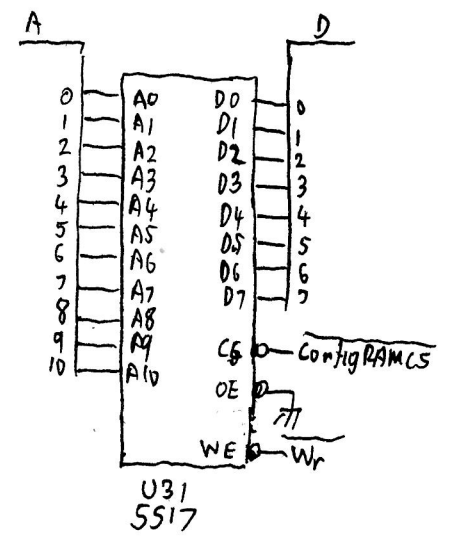 A D
0 A0 D0 0
1 A1 D1 1
2 A2 D2 2
3 A3 D3 3
4 A4 D4 4
5 A5 D5 5
6 A6 D6 6
7 A7 D7 7
8 A8
9 A9 CE ConfigRAMCS
10 A10 OE
WE Wr
U31
5517